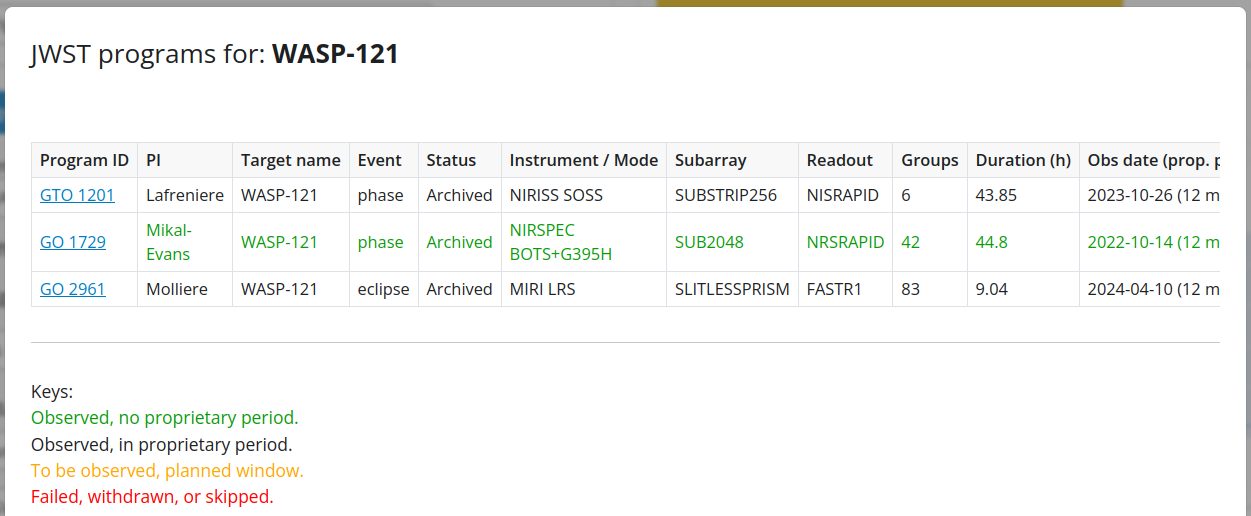 JWST programs for: WASP-121
Program ID PI Target name Event Status Instrument / Mode Subarray Readout Groups Duration (h) Obs date (prop. p
GTO 1201 Lafreniere WASP-121 phase Archived NIRISS SOSS SUBSTRIP256 NISRAPID 6 43.85 2023-10-26 (12 m
GO 1729 Mikal-Evans WASP-121 phase Archived NIRSPEC BOTS+G395H SUB2048 NRSRAPID 42 44.8 2022-10-14 (12 m
GO 2961 Molliere WASP-121 eclipse Archived MIRI LRS SLITLESSPRISM FASTR1 83 9.04 2024-04-10 (12 m
Keys:
Observed, no proprietary period.
Observed, in proprietary period.
To be observed, planned window.
Failed, withdrawn, or skipped.